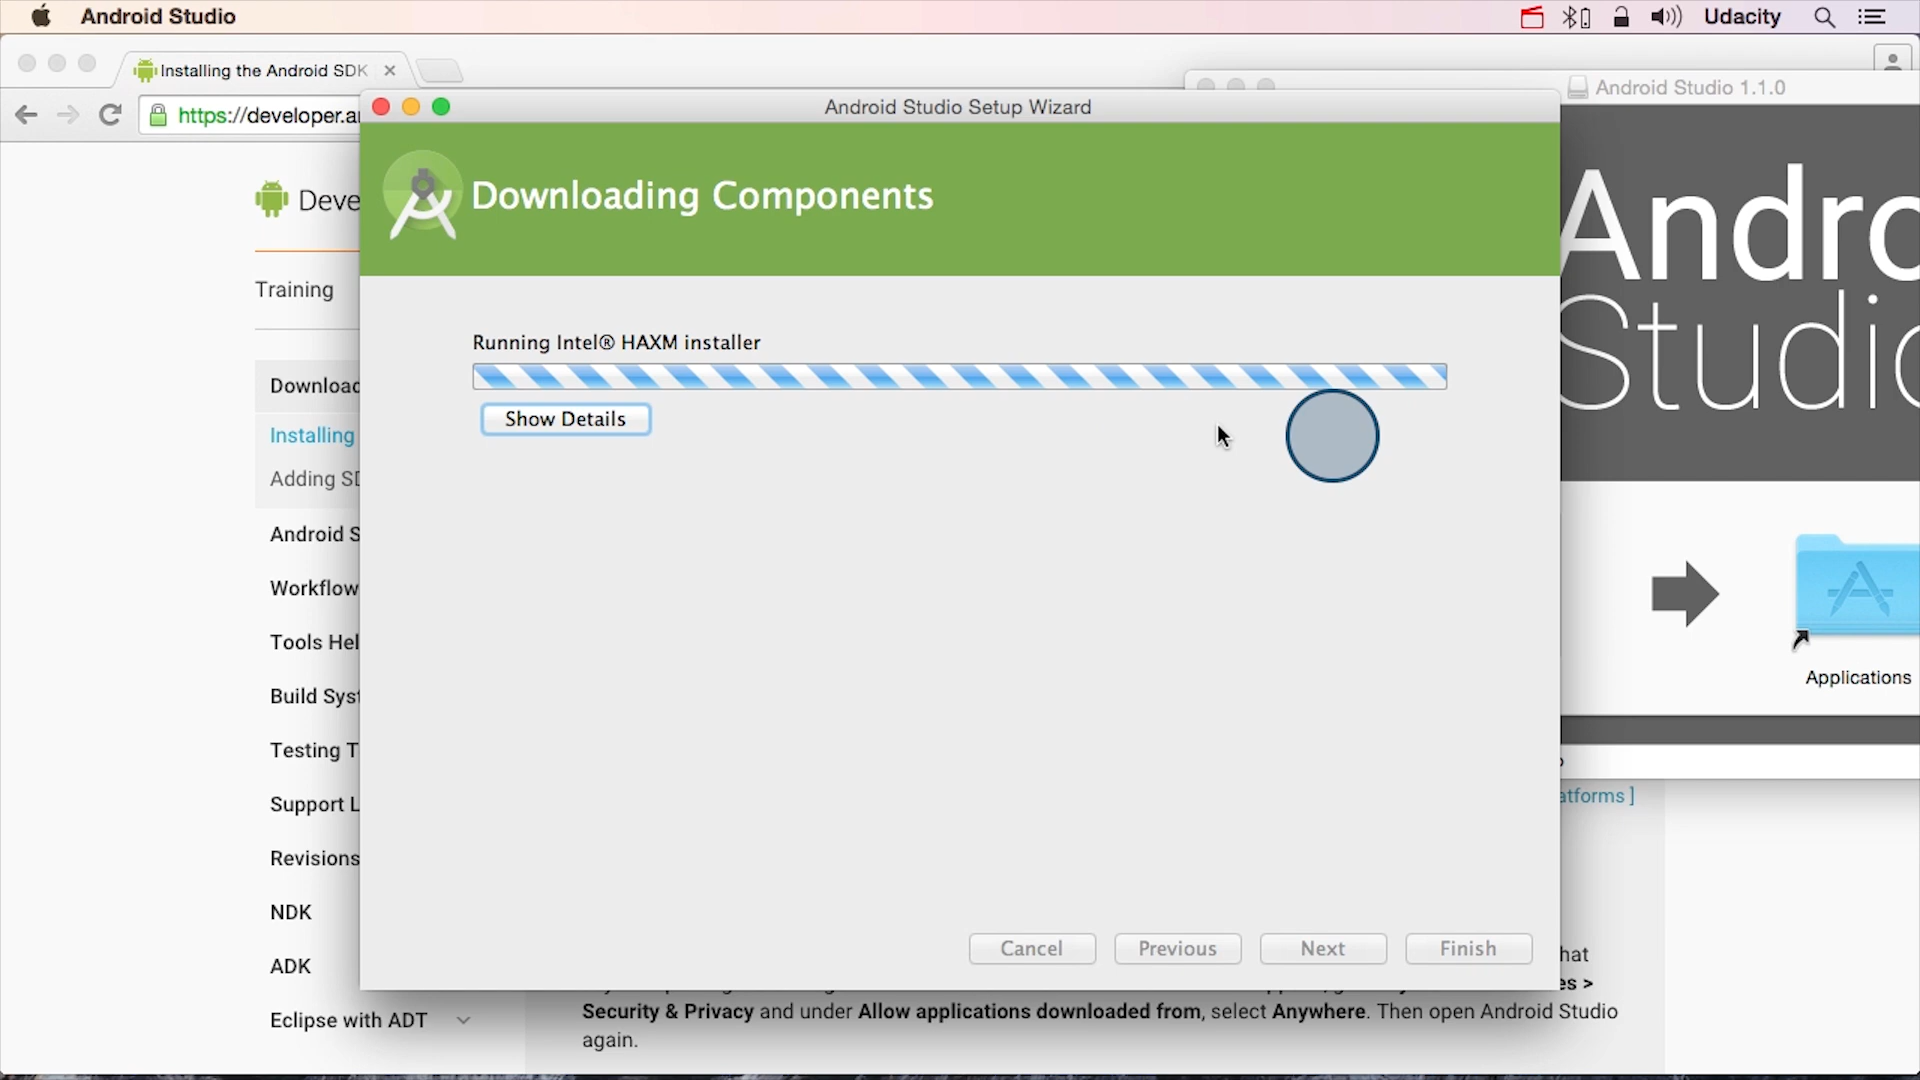 Android Studio
Udacity
Installing the Android SDK
Android Studio 1.1.0
https://developer.a
Android Studio Setup Wizard
Downloading Components
Deve
Andro
Studio
Training
Running Intel® HAXM installer
Show Details
Download
Installing
Adding SD
Android S
Workflow
Tools Hel
Build Syst
Testing T
Support L
Revisions
NDK
ADK
Eclipse with ADT
Applications
atforms ]
Cancel
Previous
Next
Finish
hat
es >
Security & Privacy and under Allow applications downloaded from, select Anywhere. Then open Android Studio
again.